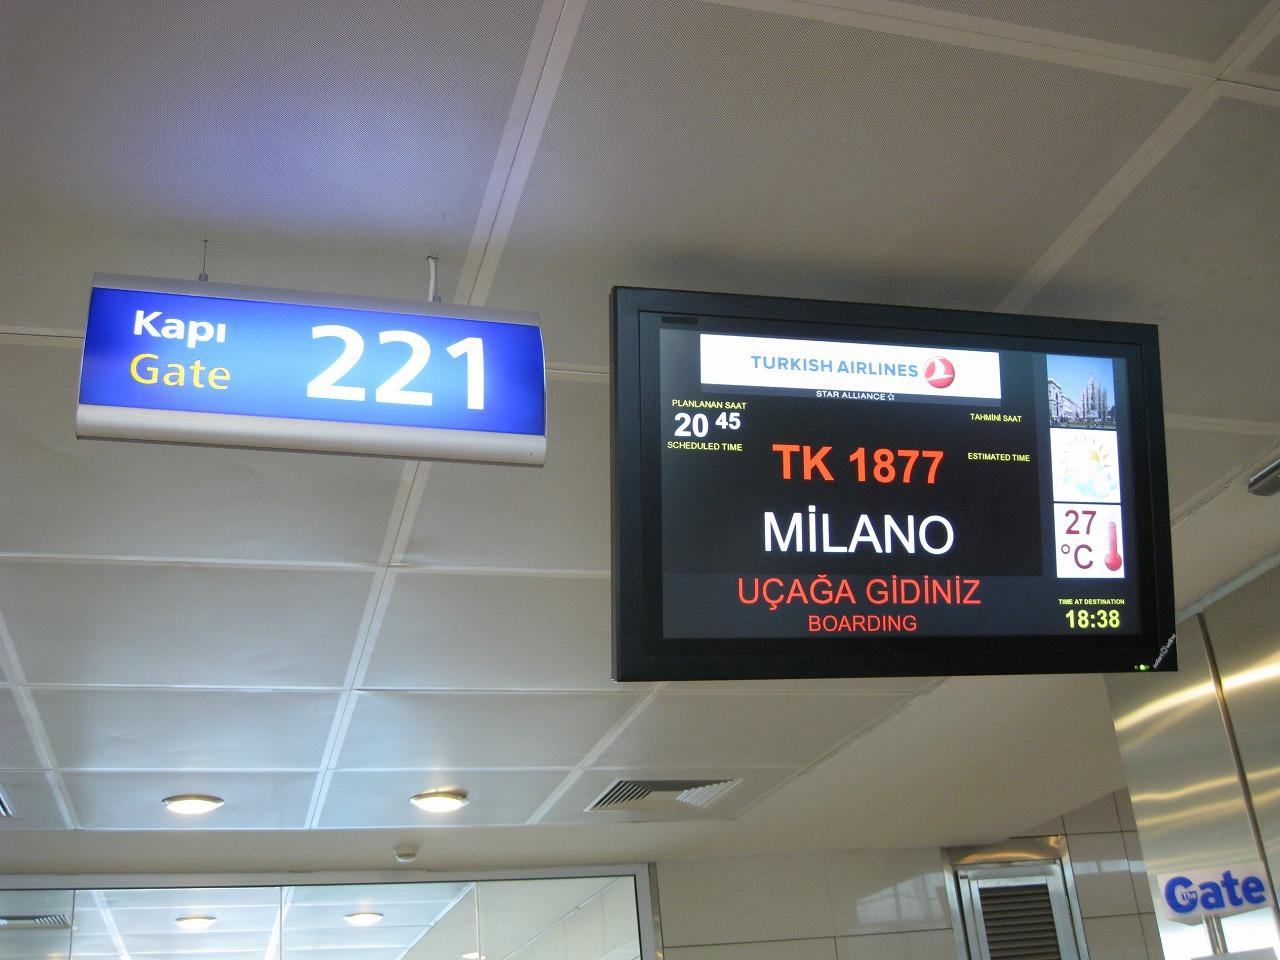 Kapı
Gate
221
TURKISH AIRLINES
STAR ALLIANCE
PLANLANAN SAAT
20 45
SCHEDULED TIME
TAHMİNİ SAAT
ESTIMATED TIME
TK 1877
MİLANO
UÇAĞA GİDİNİZ
BOARDING
27
°C
TIME AT DESTINATION
18:38
The Gate